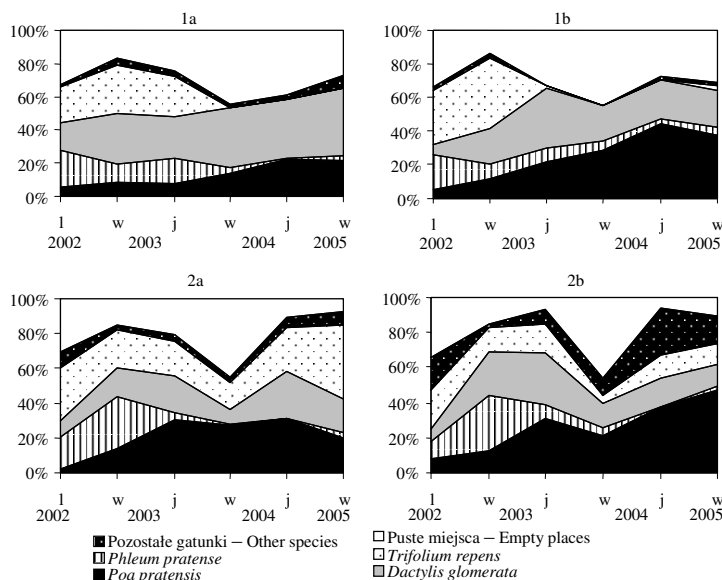 1a 1b
100% 100%
80% 80%
60% 60%
40% 40%
20% 20%
0% 0%
l w j w j w l w j w j w
2002 2003 2004 2005 2002 2003 2004 2005
2a 2b
100% 100%
80% 80%
60% 60%
40% 40%
20% 20%
0% 0%
l w j w j w l w j w j w
2002 2003 2004 2005 2002 2003 2004 2005
Pozostałe gatunki – Other species Puste miejsca – Empty places
Phleum pratense Trifolium repens
Poa pratensis Dactylis glomerata